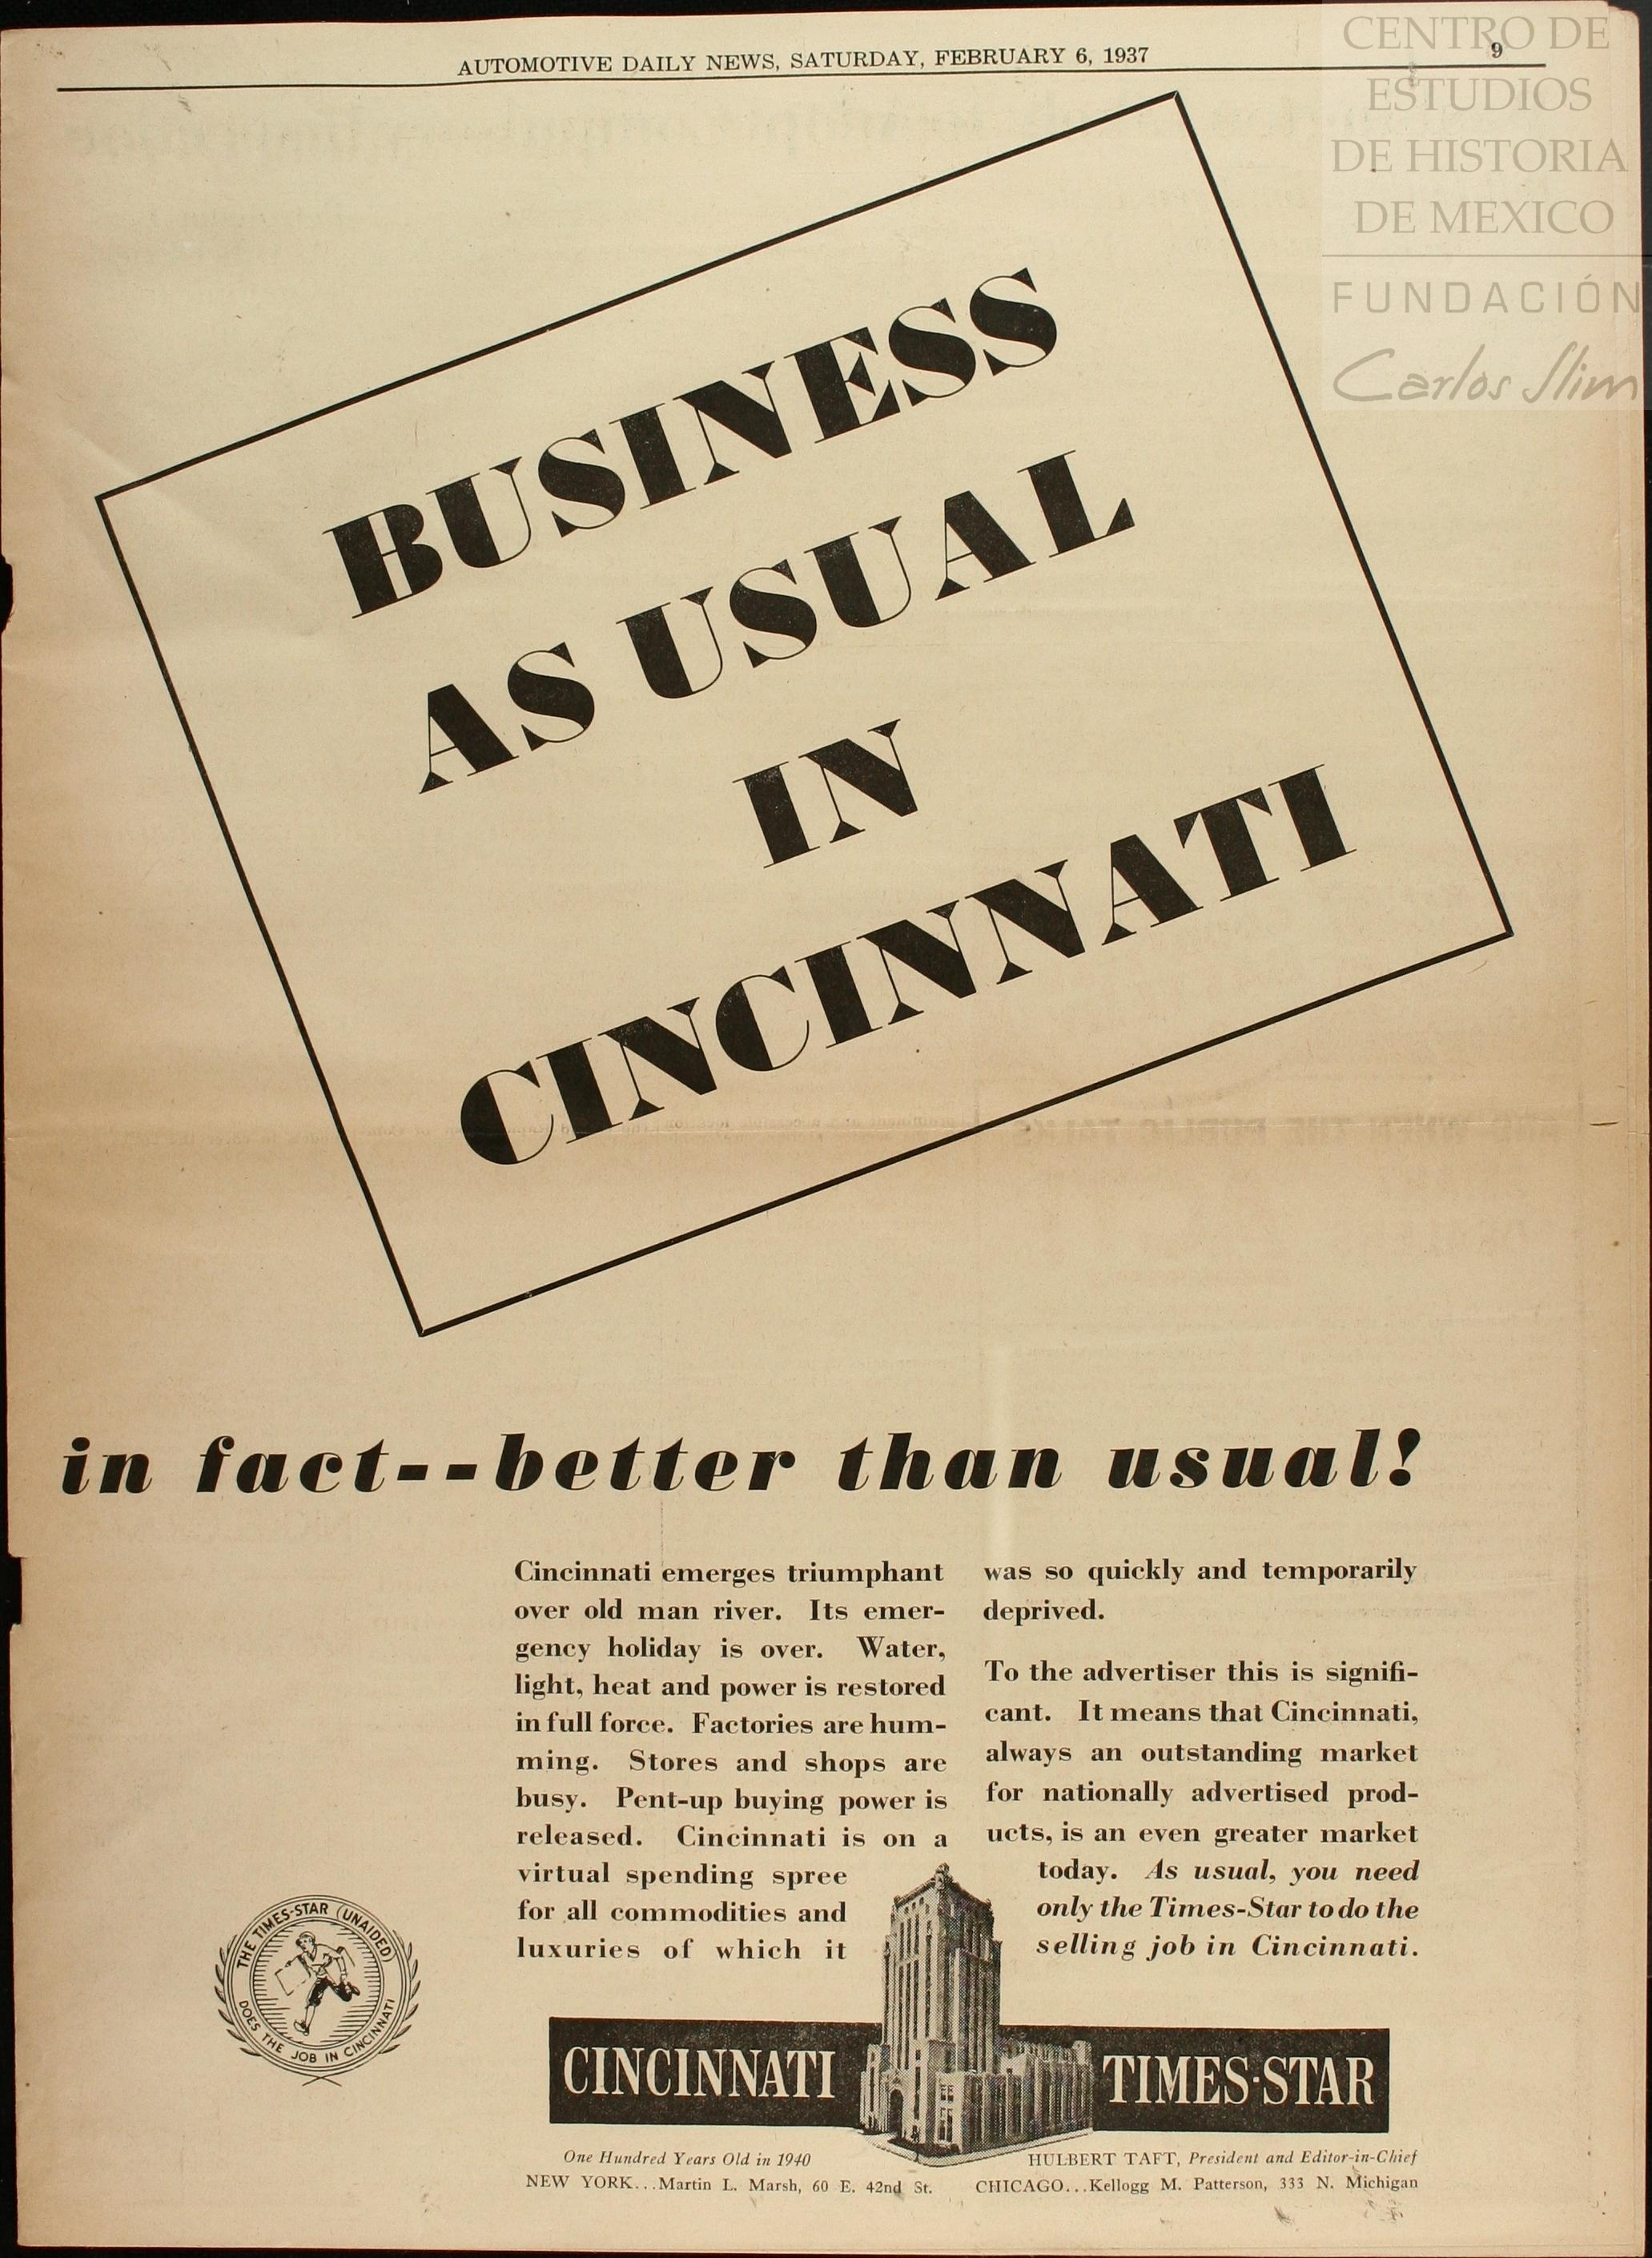 AUTOMOTIVE DAILY NEWS, SATURDAY, FEBRUARY 6, 1937
9
CENTRO DE
ESTUDIOS
DE HISTORIA
DE MEXICO
FUNDACIÓN
Carlos Slim
BUSINESS
AS USUAL
IN
CINCINNATI
in fact--better than usual!
Cincinnati emerges triumphant
over old man river. Its emer-
gency holiday is over. Water,
light, heat and power is restored
in full force. Factories are hum-
ming. Stores and shops are
busy. Pent-up buying power is
released. Cincinnati is on a
virtual spending spree
for all commodities and
luxuries of which it
was so quickly and temporarily
deprived.
To the advertiser this is signifi-
cant. It means that Cincinnati,
always an outstanding market
for nationally advertised prod-
ucts, is an even greater market
today. As usual, you need
only the Times-Star to do the
selling job in Cincinnati.
THE TIMES-STAR (UNAIDED)
DOES THE JOB IN CINCINNATI
CINCINNATI TIMES-STAR
One Hundred Years Old in 1940
HULBERT TAFT, President and Editor-in-Chief
NEW YORK...Martin L. Marsh, 60 E. 42nd St.
CHICAGO...Kellogg M. Patterson, 333 N. Michigan